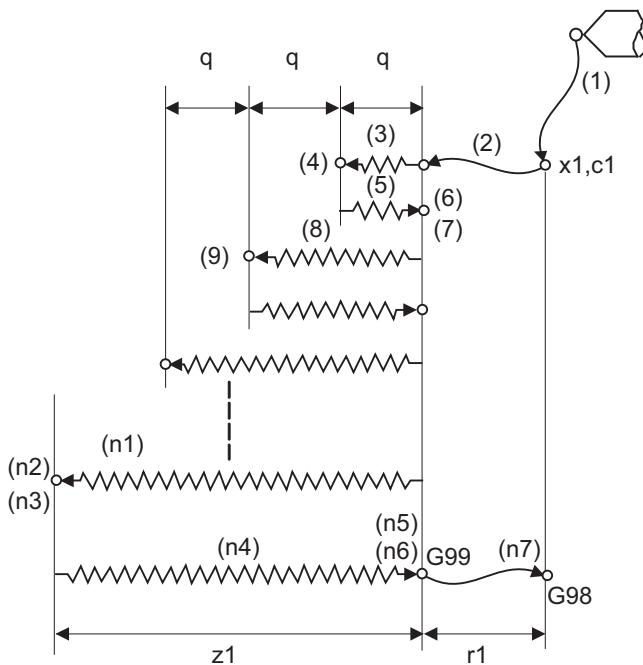 (1)
q q q
(3)
(2)
(4)
x1,c1
(5)
(6)
(7)
(8)
(9)
(n1)
(n2)
(n3)
(n5)
(n4)
(n6)
G99
(n7)
G98
z1
r1